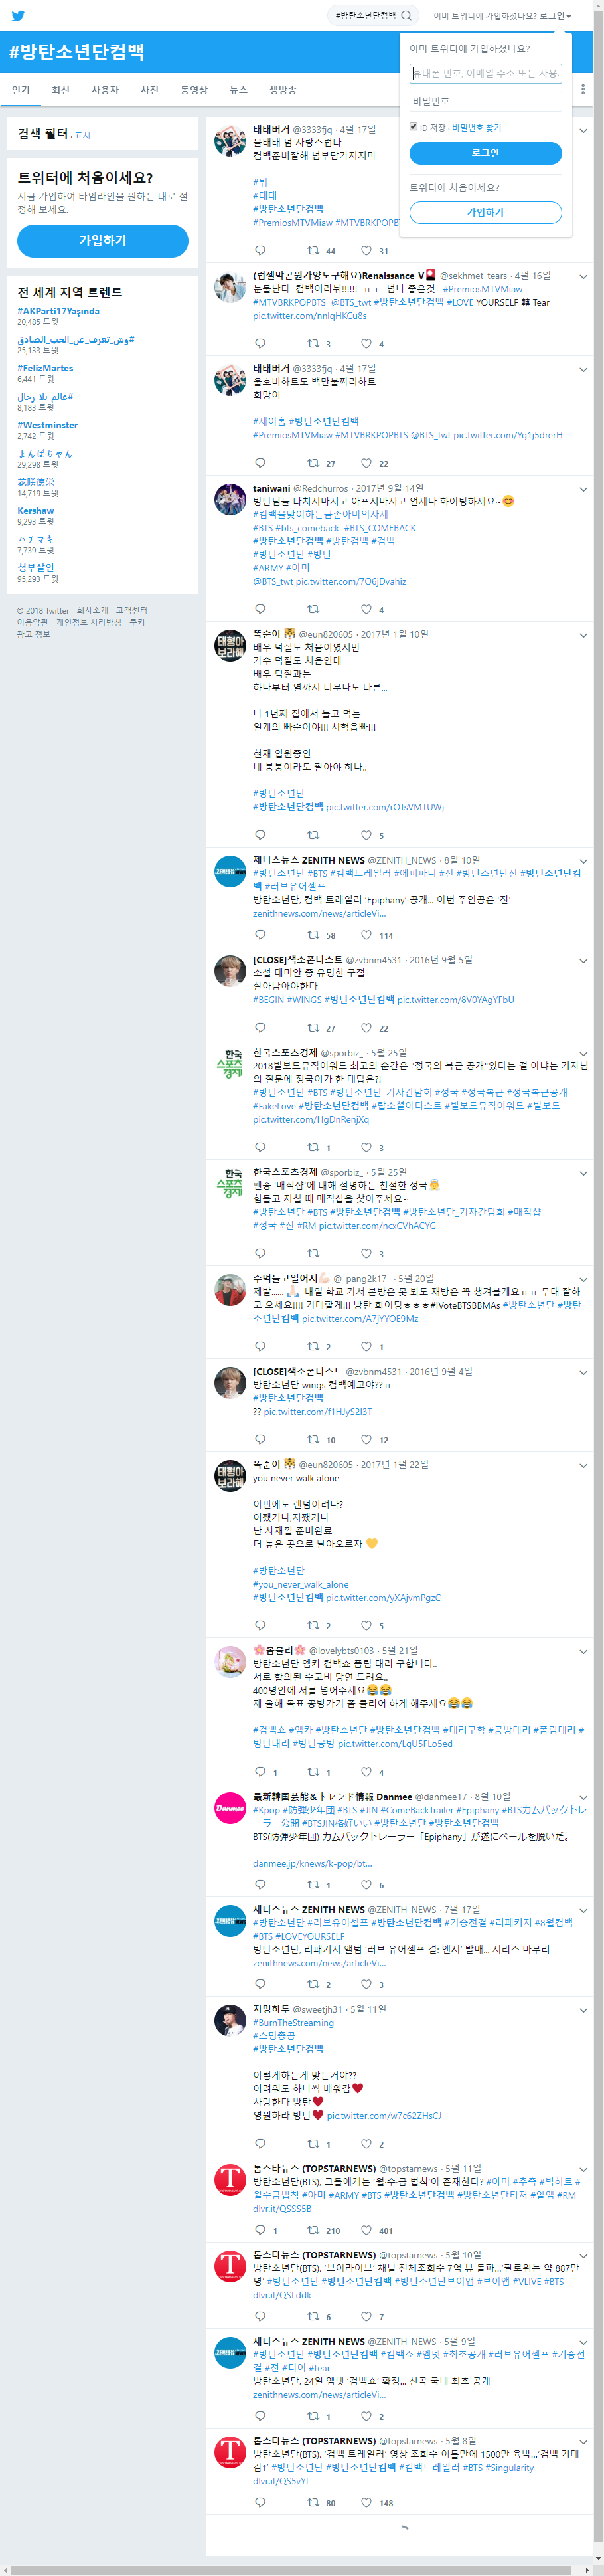 #방탄소년단컴백
이미 트위터에 가입하셨나요? 로그인
#방탄소년단컴백
인기 최신 사용자 사진 동영상 뉴스 생방송
이미 트위터에 가입하셨나요?
휴대폰 번호, 이메일 주소 또는 사용
비밀번호
ID 저장 · 비밀번호 찾기
로그인
트위터에 처음이세요?
가입하기
검색 필터 · 표시
트위터에 처음이세요?
지금 가입하여 타임라인을 원하는 대로 설
정해 보세요.
가입하기
전 세계 지역 트렌드
#AKParti17Yaşında
20,485 트윗
#وش_تعرف_عن_الحب_الصادق
25,133 트윗
#FelizMartes
6,441 트윗
#عالم_بلا_رجال
8,183 트윗
#Westminster
2,742 트윗
まんぱちゃん
29,298 트윗
花咲徳栄
14,719 트윗
Kershaw
9,293 트윗
ハチマキ
7,739 트윗
청부살인
95,293 트윗
© 2018 Twitter 회사소개 고객센터
이용약관 개인정보 처리방침 쿠키
광고 정보
태태버거 @3333fjq · 4월 17일
울태태 넘 사랑스럽다
컴백준비잘해 넘부담가지지마
#뷔
#태태
#방탄소년단컴백
#PremiosMTVMiaw #MTVBRKPOPBT
44 31
(럽샐막콘원가양도구해요)Renaissance_V @sekhmet_tears · 4월 16일
눈물난다 컴백이라뉘!!!!!! ㅠㅠ 넘나 좋은것 #PremiosMTVMiaw
#MTVBRKPOPBTS @BTS_twt #방탄소년단컴백 #LOVE YOURSELF 轉 Tear
pic.twitter.com/nnlqHKCu8s
3 4
태태버거 @3333fjq · 4월 17일
울호비하트도 백만불짜리하트
희망이
#제이홉 #방탄소년단컴백
#PremiosMTVMiaw #MTVBRKPOPBTS @BTS_twt pic.twitter.com/Yg1j5drerH
27 22
taniwani @Redchurros · 2017년 9월 14일
방탄님들 다치지마시고 아프지마시고 언제나 화이팅하세요~
#컴백을맞이하는금손아미의자세
#BTS #bts_comeback #BTS_COMEBACK
#방탄소년단컴백 #방탄컴백 #컴백
#방탄소년단 #방탄
#ARMY #아미
@BTS_twt pic.twitter.com/7O6jDvahiz
4
똑순이 @eun820605 · 2017년 1월 10일
배우 덕질도 처음이였지만
가수 덕질도 처음인데
배우 덕질과는
하나부터 열까지 너무나도 다른...
나 1년째 집에서 놀고 먹는
일개의 빠순이야!!! 시혁옵빠!!!
현재 입원중인
내 붕붕이라도 팔아야 하나..
#방탄소년단
#방탄소년단컴백 pic.twitter.com/rOTsVMTUWj
5
제니스뉴스 ZENITH NEWS @ZENITH_NEWS · 8월 10일
#방탄소년단 #BTS #컴백트레일러 #에피파니 #진 #방탄소년단진 #방탄소년단컴
백 #러브유어셀프
방탄소년단, 컴백 트레일러 'Epiphany' 공개... 이번 주인공은 '진'
zenithnews.com/news/articleVi...
58 114
[CLOSE]색소폰니스트 @zvbnm4531 · 2016년 9월 5일
소설 데미안 중 유명한 구절
살아남아야한다
#BEGIN #WINGS #방탄소년단컴백 pic.twitter.com/8V0YAgYFbU
27 22
한국스포츠경제 @sporbiz_ · 5월 25일
2018빌보드뮤직어워드 최고의 순간은 "정국의 복근 공개"였다는 걸 아냐는 기자님
의 질문에 정국이가 한 대답은?!
#방탄소년단 #BTS #방탄소년단_기자간담회 #정국 #정국복근 #정국복근공개
#FakeLove #방탄소년단컴백 #탑소셜아티스트 #빌보드뮤직어워드 #빌보드
pic.twitter.com/HgDnRenjXq
1 3
한국스포츠경제 @sporbiz_ · 5월 25일
팬송 '매직샵'에 대해 설명하는 친절한 정국
힘들고 지칠 때 매직샵을 찾아주세요~
#방탄소년단 #BTS #방탄소년단컴백 #방탄소년단_기자간담회 #매직샵
#정국 #진 #RM pic.twitter.com/ncxCVhACYG
3
주먹들고일어서 @_pang2k17_ · 5월 20일
제발...... 내일 학교 가서 본방은 못 봐도 재방은 꼭 챙겨볼게요ㅠㅠ 무대 잘하
고 오세요!!!! 기대할게!!! 방탄 화이팅ㅎㅎㅎ#IVoteBTSBBMAs #방탄소년단 #방탄
소년단컴백 pic.twitter.com/A7jYYOE9Mz
2 1
[CLOSE]색소폰니스트 @zvbnm4531 · 2016년 9월 4일
방탄소년단 wings 컴백예고야??ㅠ
#방탄소년단컴백
?? pic.twitter.com/f1HJyS2I3T
10 12
똑순이 @eun820605 · 2017년 1월 22일
you never walk alone
이번에도 랜덤이려나?
어쨌거나,저쨌거나
난 사재낄 준비완료
더 높은 곳으로 날아오르자
#방탄소년단
#you_never_walk_alone
#방탄소년단컴백 pic.twitter.com/yXAjvmPgzC
2 5
봄블리 @lovelybts0103 · 5월 21일
방탄소년단 엠카 컴백쇼 폼림 대리 구합니다..
서로 합의된 수고비 당연 드려요..
400명안에 저를 넣어주세요
제 올해 목표 공방가기 좀 클리어 하게 해주세요
#컴백쇼 #엠카 #방탄소년단 #방탄소년단컴백 #대리구함 #공방대리 #폼림대리 #
방탄대리 #방탄공방 pic.twitter.com/LqU5FLo5ed
1 1 4
最新韓国芸能＆トレンド情報 Danmee @danmee17 · 8월 10일
#Kpop #防弾少年団 #BTS #JIN #ComeBackTrailer #Epiphany #BTSカムバックトレ
ーラー公開 #BTSJIN格好いい #방탄소년단 #방탄소년단컴백
BTS(防弾少年団) カムバックトレーラー「Epiphany」が遂にベールを脱いだ。
danmee.jp/knews/k-pop/bt...
1 6
제니스뉴스 ZENITH NEWS @ZENITH_NEWS · 7월 17일
#방탄소년단 #러브유어셀프 #방탄소년단컴백 #기승전결 #리패키지 #8월컴백
#BTS #LOVEYOURSELF
방탄소년단, 리패키지 앨범 '러브 유어셀프 결: 앤서' 발매... 시리즈 마무리
zenithnews.com/news/articleVi...
2 3
지밍하투 @sweetjh31 · 5월 11일
#BurnTheStreaming
#스밍총공
#방탄소년단컴백
이렇게하는게 맞는거야??
어려워도 하나씩 배워감
사랑한다 방탄
영원하라 방탄 pic.twitter.com/w7c62ZHsCJ
1 2
톱스타뉴스 (TOPSTARNEWS) @topstarnews · 5월 11일
방탄소년단(BTS), 그들에게는 '월·수·금 법칙'이 존재한다? #아미 #추측 #빅히트 #
월수금법칙 #아미 #ARMY #BTS #방탄소년단컴백 #방탄소년단티저 #알엠 #RM
dlvr.it/QSSS5B
1 210 401
톱스타뉴스 (TOPSTARNEWS) @topstarnews · 5월 10일
방탄소년단(BTS), '브이라이브' 채널 전체조회수 7억 뷰 돌파...'팔로워는 약 887만
명' #방탄소년단 #방탄소년단컴백 #방탄소년단브이앱 #브이앱 #VLIVE #BTS
dlvr.it/QSLddk
6 7
제니스뉴스 ZENITH NEWS @ZENITH_NEWS · 5월 9일
#방탄소년단 #방탄소년단컴백 #컴백쇼 #엠넷 #최초공개 #러브유어셀프 #기승전
결 #전 #티어 #tear
방탄소년단, 24일 엠넷 '컴백쇼' 확정... 신곡 국내 최초 공개
zenithnews.com/news/articleVi...
1 2
톱스타뉴스 (TOPSTARNEWS) @topstarnews · 5월 8일
방탄소년단(BTS), '컴백 트레일러' 영상 조회수 이틀만에 1500만 육박...'컴백 기대
감↑' #방탄소년단 #방탄소년단컴백 #컴백트레일러 #BTS #Singularity
dlvr.it/QS5vYl
80 148